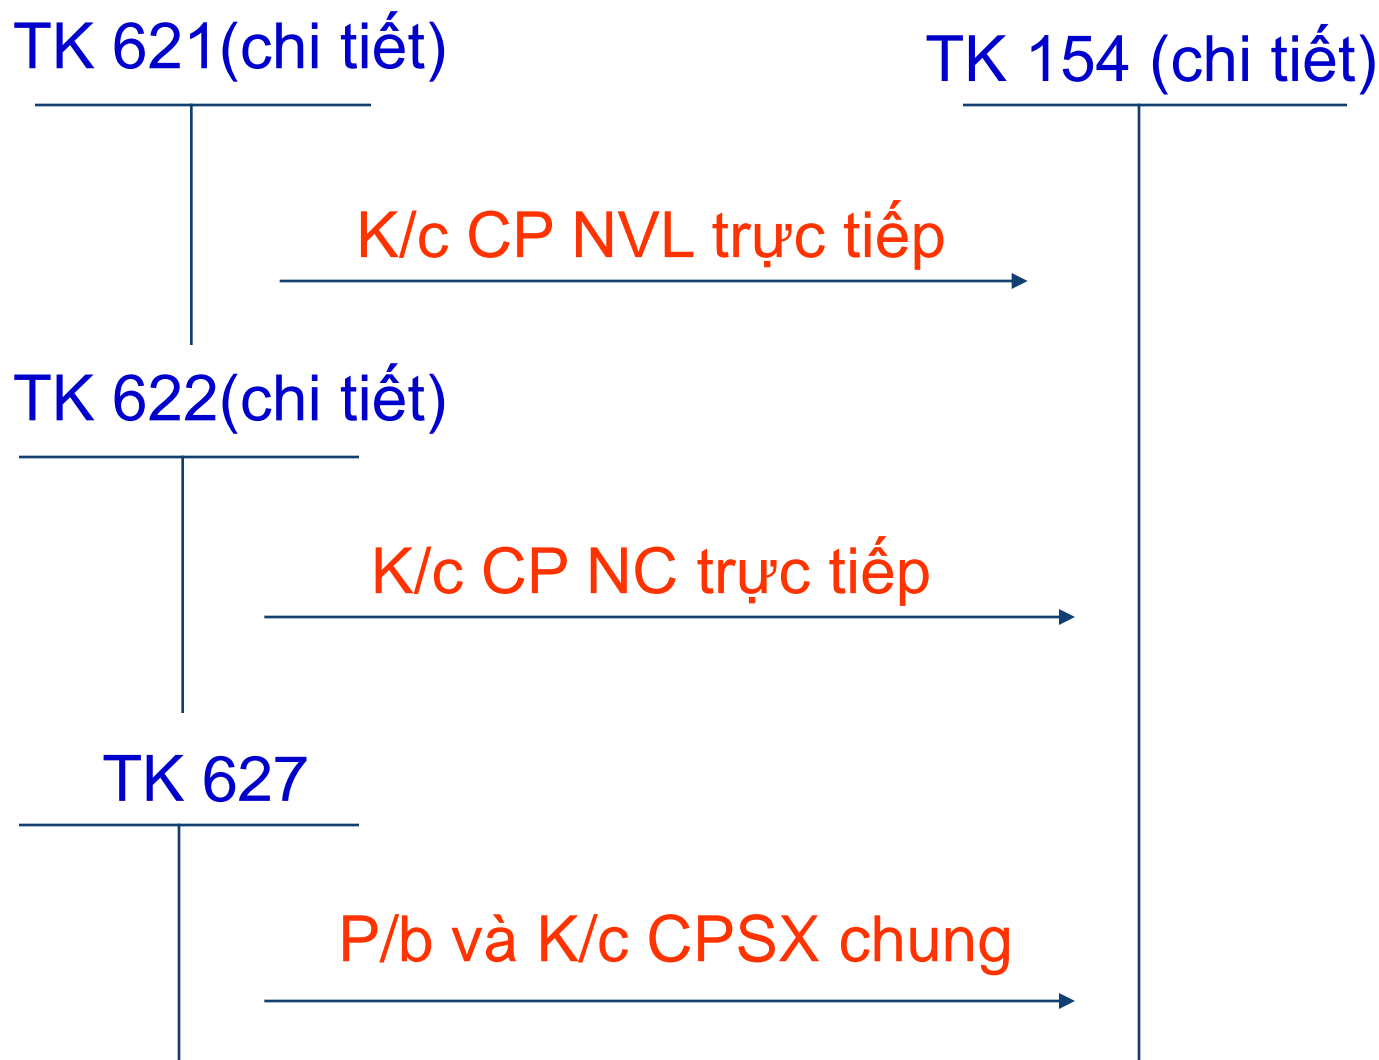 TK 621(chi tiết)
TK 154 (chi tiết)
K/c CP NVL trực tiếp
TK 622(chi tiết)
K/c CP NC trực tiếp
TK 627
P/b và K/c CPSX chung